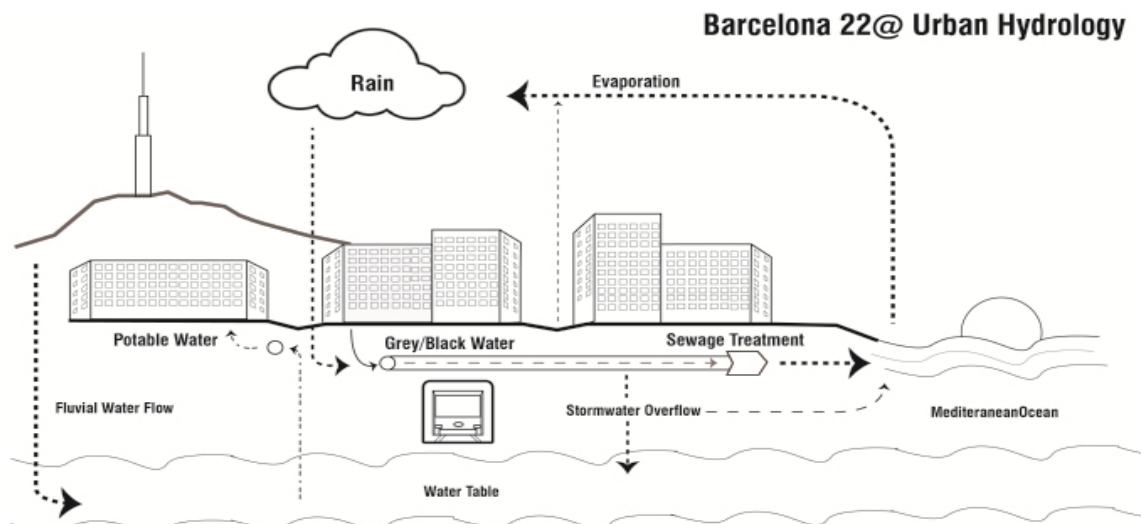 Barcelona 22@ Urban Hydrology
Rain
Evaporation
Potable Water
Grey/Black Water
Sewage Treatment
Fluvial Water Flow
Stormwater Overflow
MediteraneanOcean
Water Table